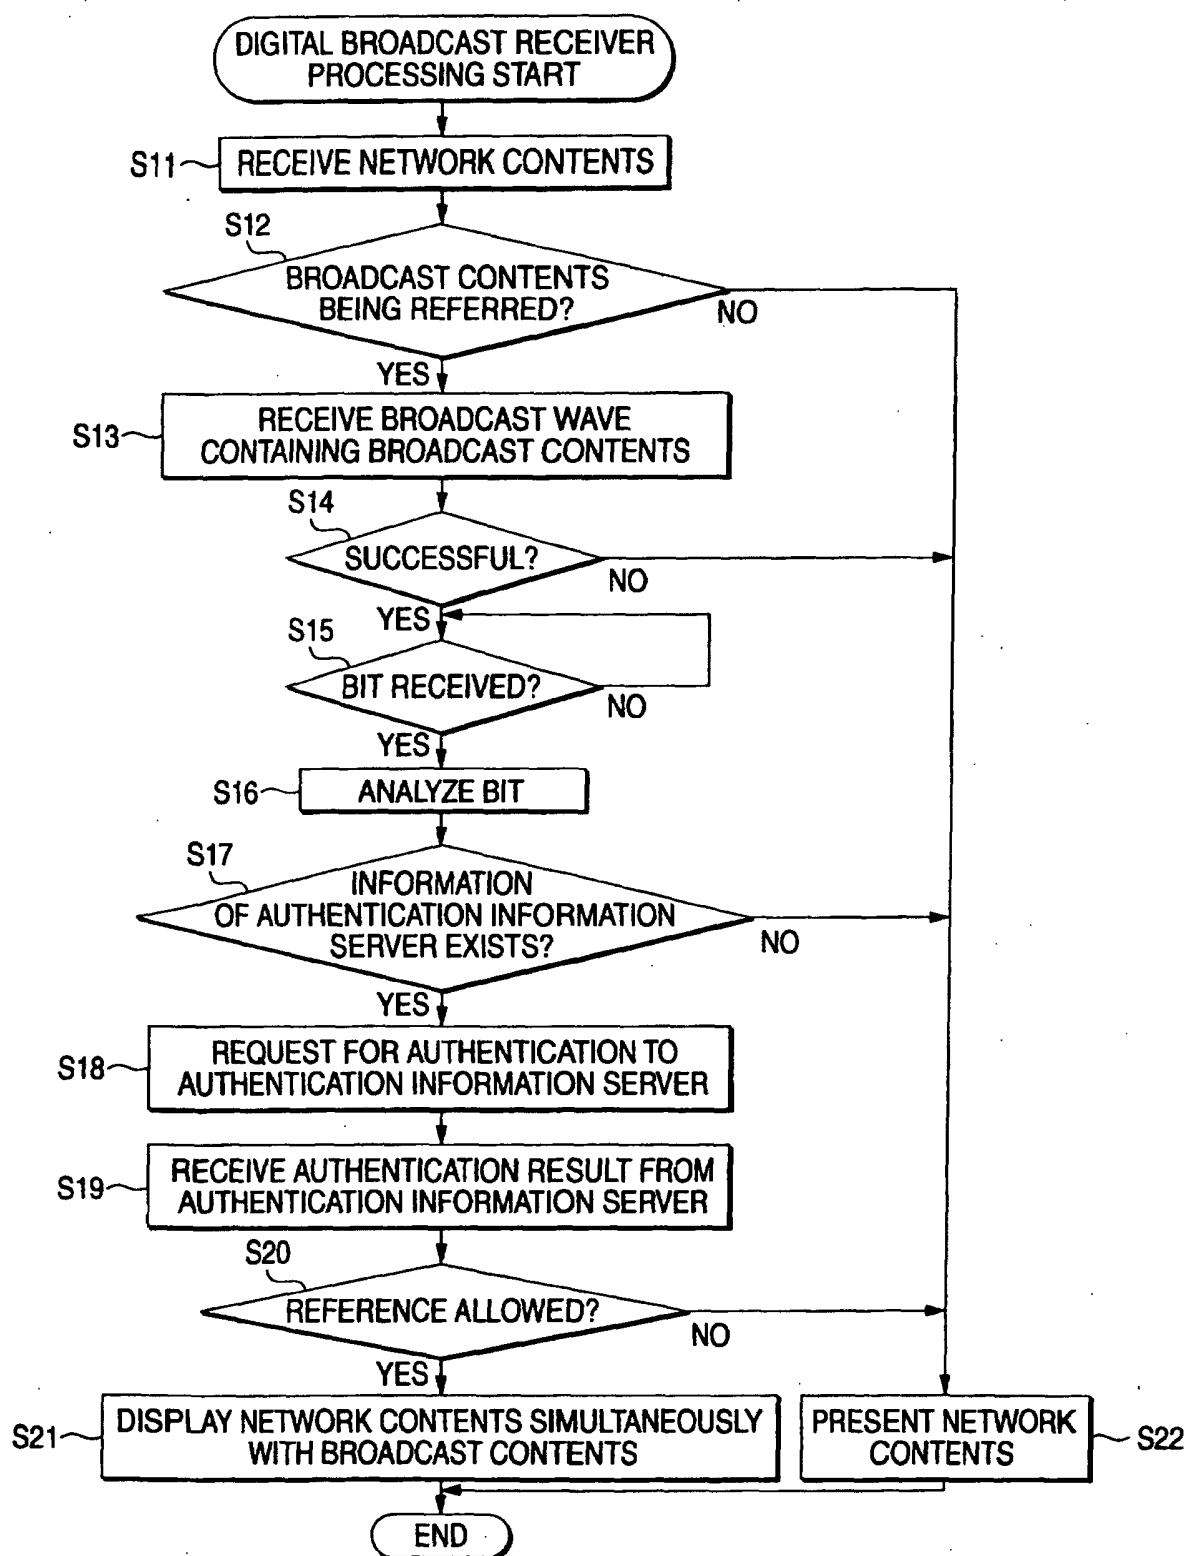 DIGITAL BROADCAST RECEIVER
PROCESSING START
S11
RECEIVE NETWORK CONTENTS
S12
BROADCAST CONTENTS
BEING REFERRED?
NO
YES
S13
RECEIVE BROADCAST WAVE
CONTAINING BROADCAST CONTENTS
S14
SUCCESSFUL?
NO
YES
S15
BIT RECEIVED?
NO
YES
S16
ANALYZE BIT
S17
INFORMATION
OF AUTHENTICATION INFORMATION
SERVER EXISTS?
NO
YES
S18
REQUEST FOR AUTHENTICATION TO
AUTHENTICATION INFORMATION SERVER
S19
RECEIVE AUTHENTICATION RESULT FROM
AUTHENTICATION INFORMATION SERVER
S20
REFERENCE ALLOWED?
NO
YES
S21
DISPLAY NETWORK CONTENTS SIMULTANEOUSLY
WITH BROADCAST CONTENTS
PRESENT NETWORK
CONTENTS
S22
END